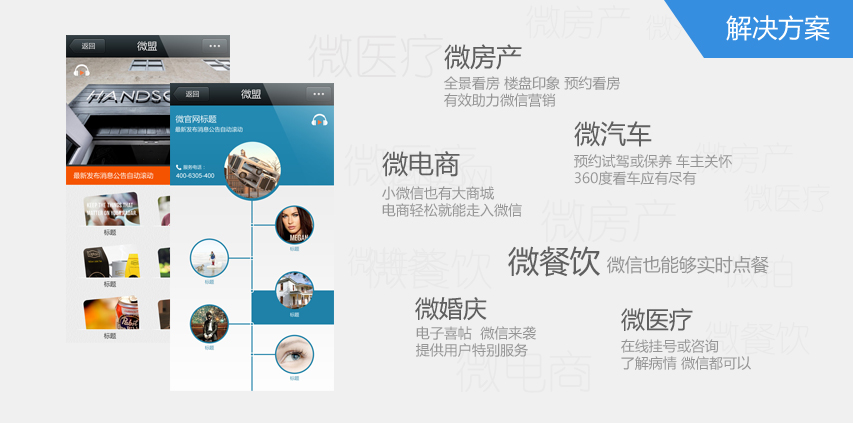 解决方案
返回
微盟
HANDSO
最新发布消息公告自动滚动
标题
标题
标题
返回
微盟
微官网标题
最新发布消息公告自动滚动
服务电话：
400-8305-400
MEGAN
标题
标题
标题
标题
标题
微房产
全景看房 楼盘印象 预约看房
有效助力微信营销
微汽车
预约试驾或保养 车主关怀
360度看车应有尽有
微电商
小微信也有大商城
电商轻松就能走入微信
微餐饮 微信也能够实时点餐
微婚庆
电子喜帖 微信来袭
提供用户特别服务
微医疗
在线挂号或咨询
了解病情 微信都可以
微医疗
微房产
微房产
微医疗
微房产
微餐饮
微餐饮
微电商